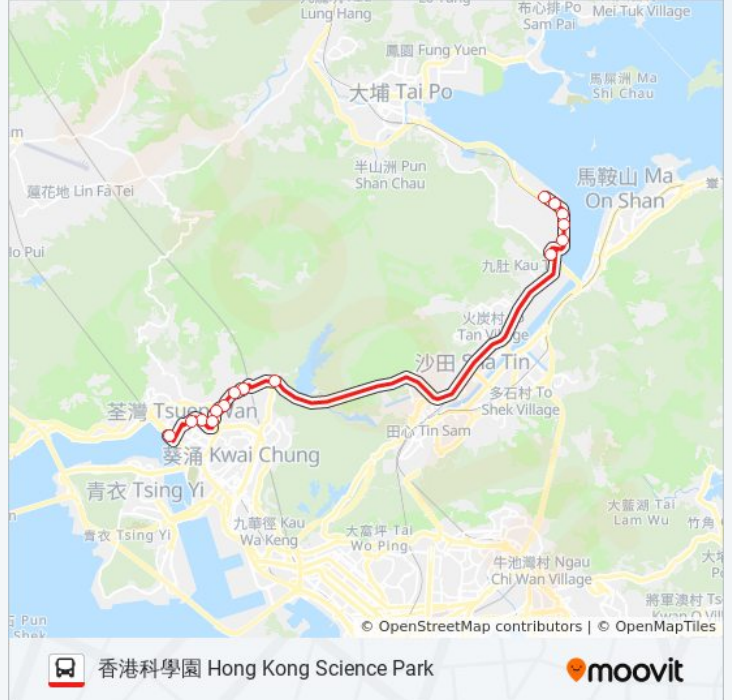 Lung Hang
布心排 Po
Sam Pai
Mei Tuk Village
鳳園 Fung Yuen
大埔 Tai Po
馬屎洲 Ma
Shi Chau
半山洲 Pun
Shan Chau
馬鞍山 Ma
On Shan
蓮花地 Lin Fa Tei
九肚 Kau
火炭村
Tan Village
沙田 Sha Tin
多石村 To
Shek Village
荃灣 Tsuen Wan
田心 Tin Sam
葵涌 Kwai Chung
青衣 Tsing Yi
大藍湖 Tai
Lam Wu
竹角
九華徑 Kau
Wa Keng
大富坪 Tai
Wo Ping
青衣 Tsing Yi
牛池灣村 Ngau
Chi Wan Village
將軍澳村
© OpenStreetMap contributors | © OpenMapTiles
香港科學園 Hong Kong Science Park
moovit